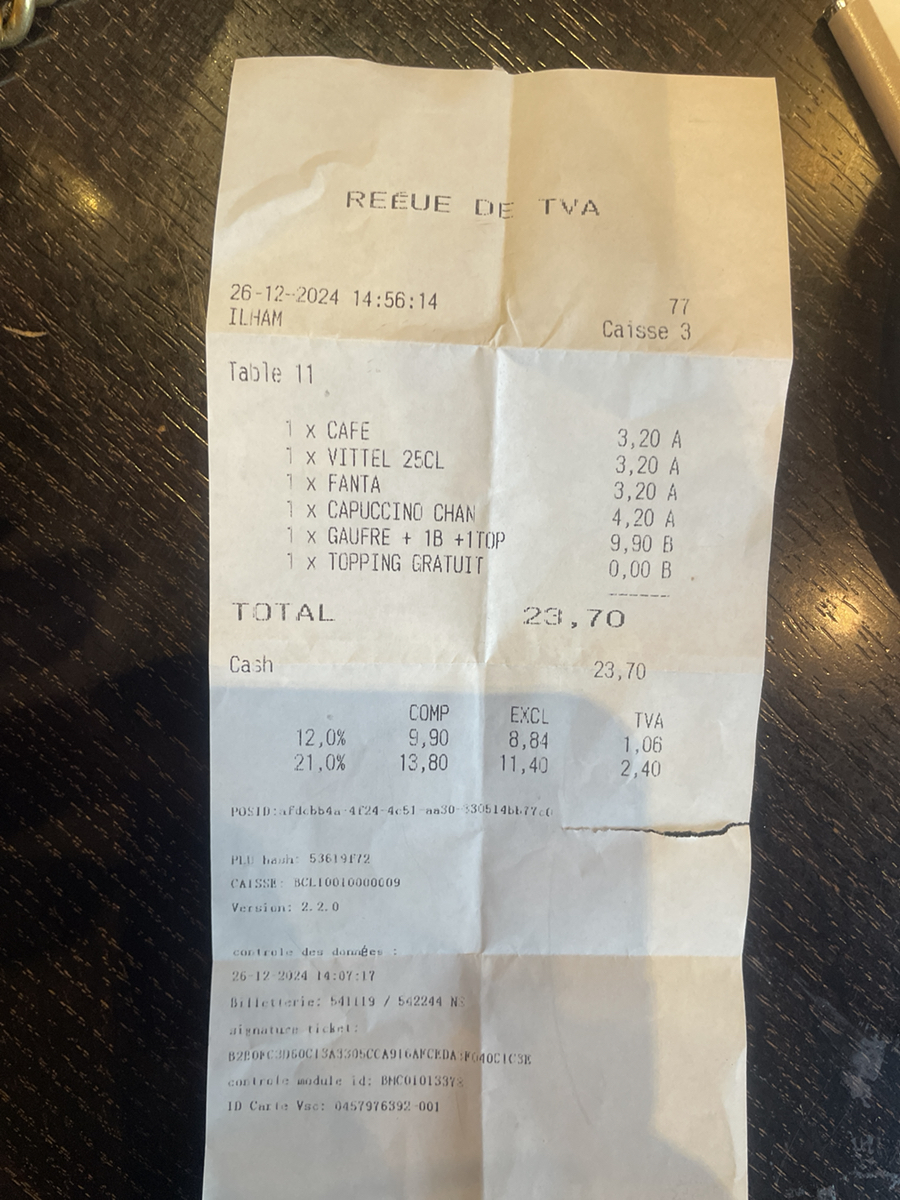 REÉUE DE TVA
26-12-2024 14:56:14 77
ILHAM Caisse 3
Table 11
1 x CAFE 3,20 A
1 x VITTEL 25CL 3,20 A
1 x FANTA 3,20 A
1 x CAPUCCINO CHAN 4,20 A
1 x GAUFRE + 1B +1TOP 9,90 B
1 x TOPPING GRATUIT 0,00 B
TOTAL 23,70
Cash 23,70
COMP EXCL TVA
12,0% 9,90 8,84 1,06
21,0% 13,80 11,40 2,40
PLU hash: 53619f72
CAISSE: BCL10010000009
Version: 2.2.0
controle des données :
26-12-2024 14:07:17
Billetterie: 541119 / 542244 NS
signature ticket:
controle module id:
ID Carte Vsc: 0457976392-001